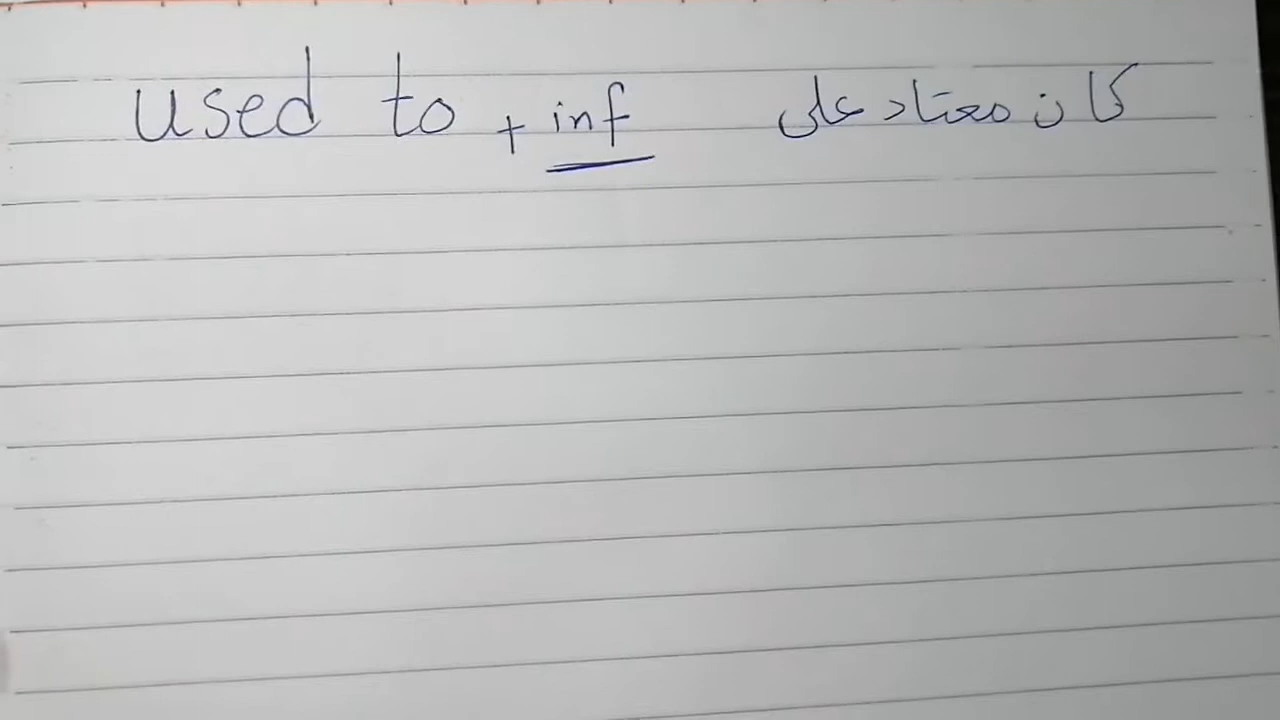 used to + inf كان معتاد على